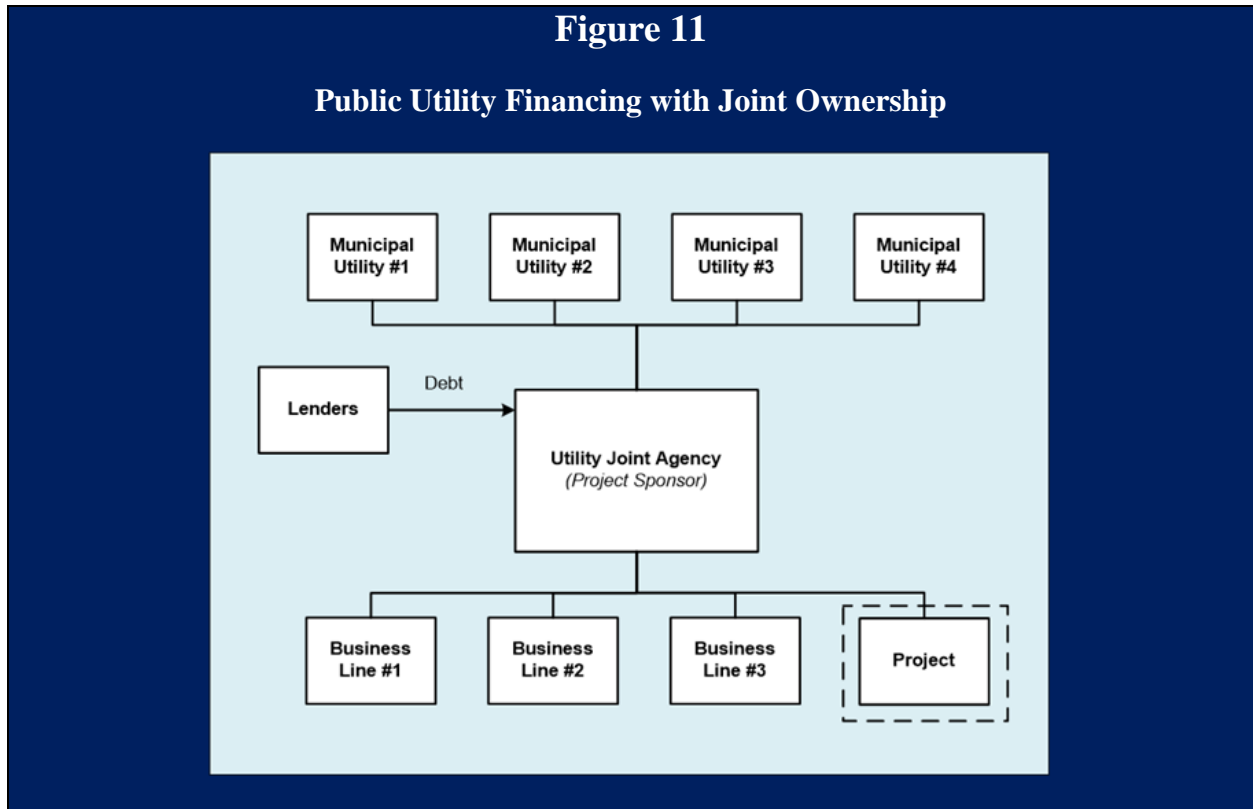 Figure 11
Public Utility Financing with Joint Ownership
Municipal
Utility #1
Municipal
Utility #2
Municipal
Utility #3
Municipal
Utility #4
Lenders
Debt
Utility Joint Agency
(Project Sponsor)
Business
Line #1
Business
Line #2
Business
Line #3
Project